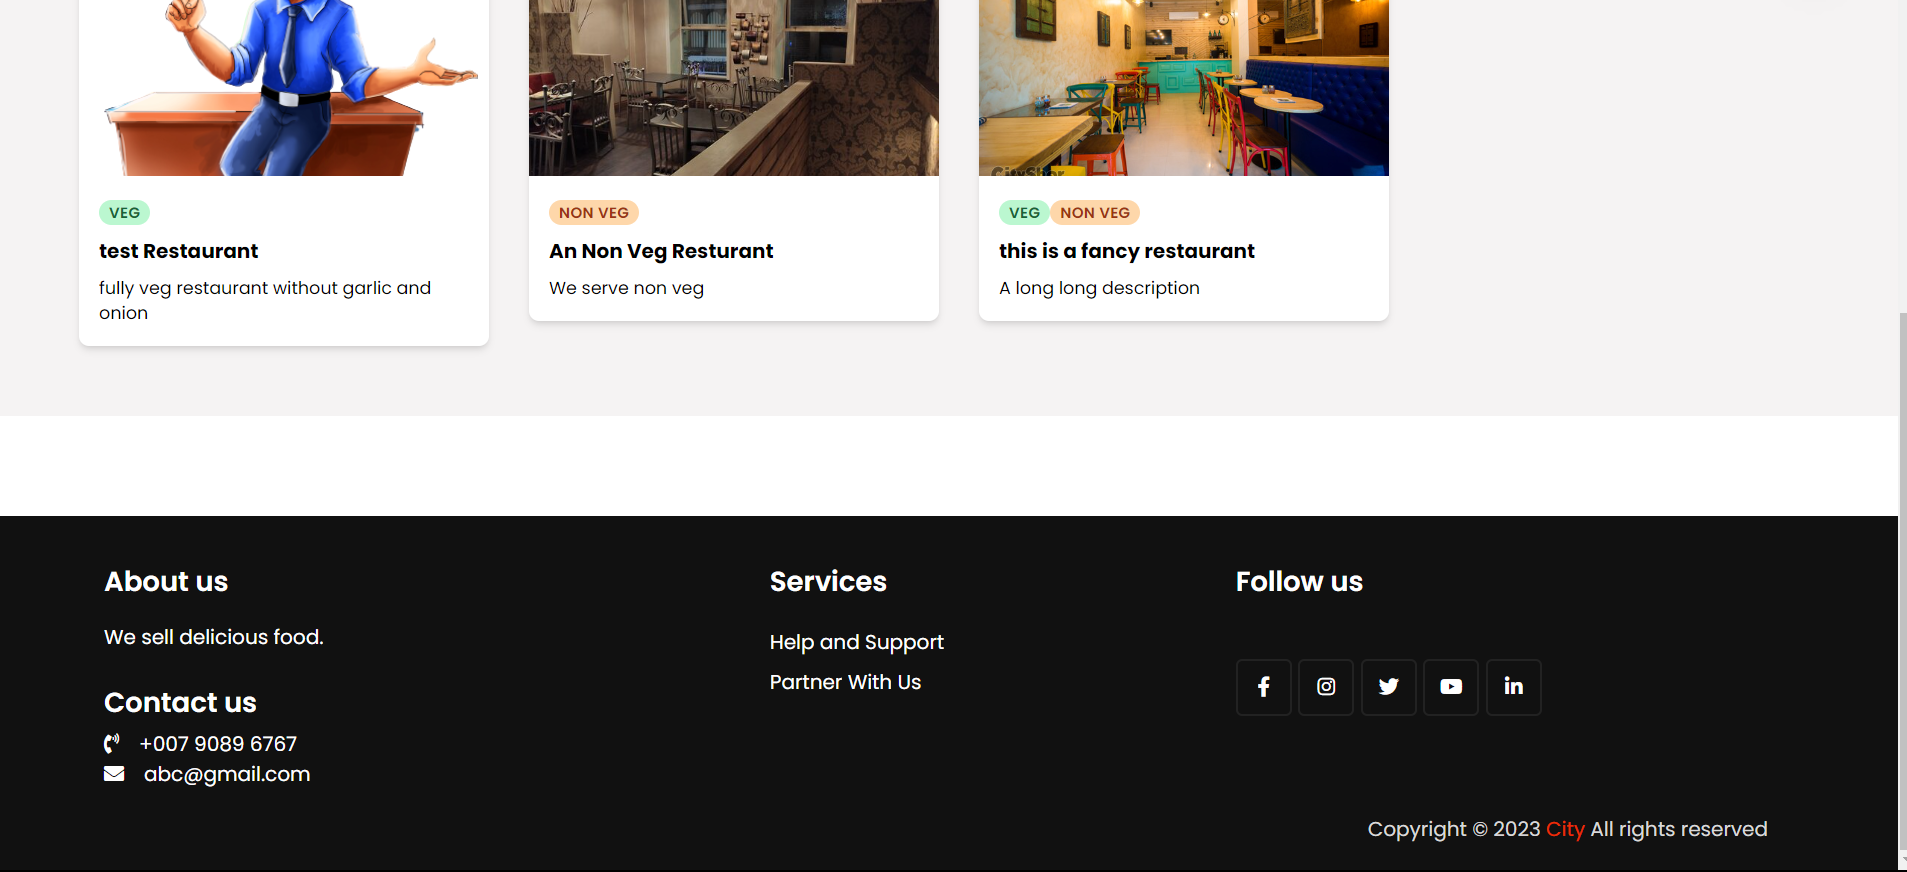 CityShor
VEG
test Restaurant
fully veg restaurant without garlic and
onion
NON VEG
An Non Veg Resturant
We serve non veg
VEG NON VEG
this is a fancy restaurant
A long long description
About us
We sell delicious food.
Contact us
+007 9089 6767
abc@gmail.com
Services
Help and Support
Partner With Us
Follow us
Copyright © 2023 City All rights reserved